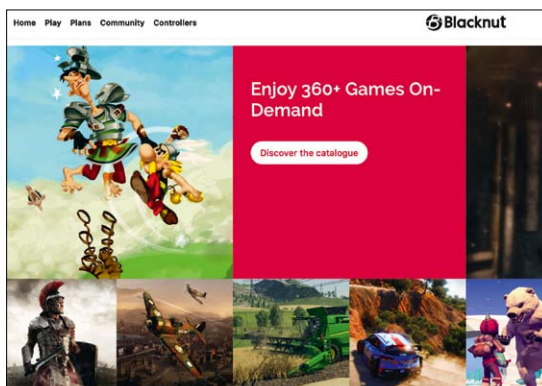 Home Play Plans Community Controllers
Blacknut
Enjoy 360+ Games On-
Demand
Discover the catalogue